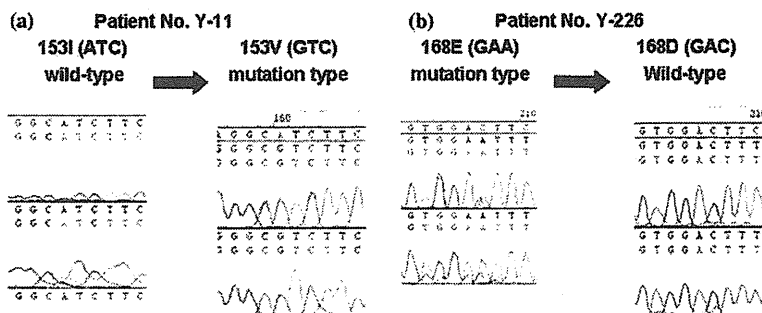 (a) Patient No. Y-11
153I (ATC)
wild-type
153V (GTC)
mutation type
G G C A T C T T C
G G C A T C T T C
G G C A T C T T C
G G C A T C T T C
G G C A T C T T C
160
A G G C A T C T T C
G G G C G T C T T C
G G G C G T C T T C
G G G C G T C T T C
G G G C G T C T T C
(b) Patient No. Y-226
168E (GAA)
mutation type
168D (GAC)
Wild-type
210
G T G G A C T T C
G T G G A A T T T
G T G G A A T T T
G T G G A A T T T
G T G G A C T T C
G T G G A C T T T
G T G G A C T T T
G T G G A C T T T
G T G G A C T T T